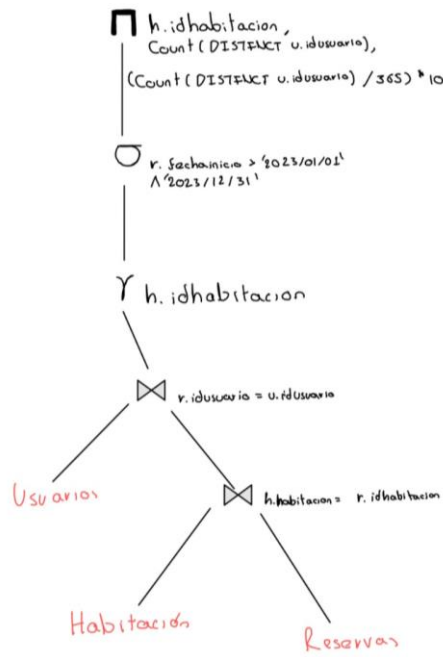 Π h.idhabitacion,
Count(DISTINCT u.idusuario),
(Count(DISTINCT u.idusuario) /365) * 10
σ r.fechainicio > '2023/01/01'
Λ '2023/12/31'
γ h.idhabitacion
⋈ r.idusuario = u.idusuario
Usuarios
⋈ h.habitacion = r.idhabitacion
Habitación
Reservas